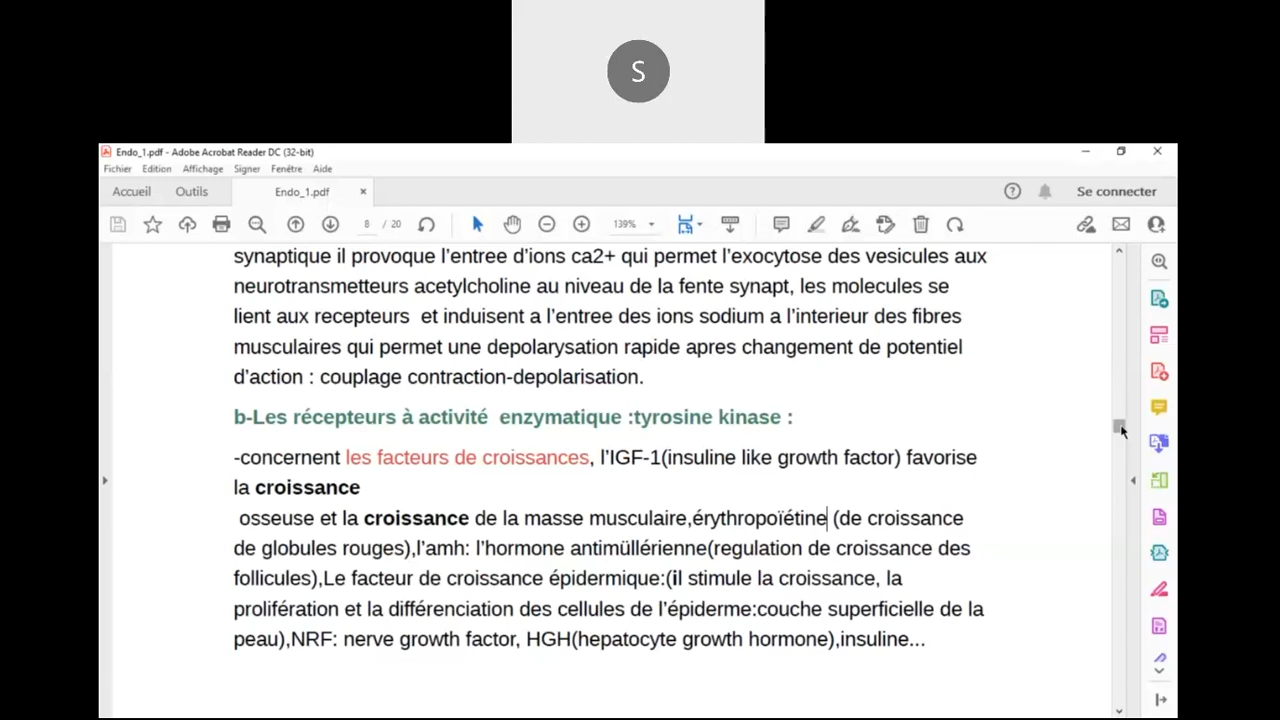 S
Endo_1.pdf - Adobe Acrobat Reader DC (32-bit)
Fichier Edition Affichage Signer Fenêtre Aide
Accueil Outils Endo_1.pdf × Se connecter
8 / 20 139%
synaptique il provoque l’entree d’ions ca2+ qui permet l’exocytose des vesicules aux
neurotransmetteurs acetylcholine au niveau de la fente synapt, les molecules se
lient aux recepteurs et induisent a l’entree des ions sodium a l’interieur des fibres
musculaires qui permet une depolarysation rapide apres changement de potentiel
d’action : couplage contraction-depolarisation.
b-Les récepteurs à activité enzymatique :tyrosine kinase :
-concernent les facteurs de croissances, l’IGF-1(insuline like growth factor) favorise
la croissance
osseuse et la croissance de la masse musculaire,érythropoïétine (de croissance
de globules rouges),l’amh: l’hormone antimüllérienne(regulation de croissance des
follicules),Le facteur de croissance épidermique:(il stimule la croissance, la
prolifération et la différenciation des cellules de l’épiderme:couche superficielle de la
peau),NRF: nerve growth factor, HGH(hepatocyte growth hormone),insuline...